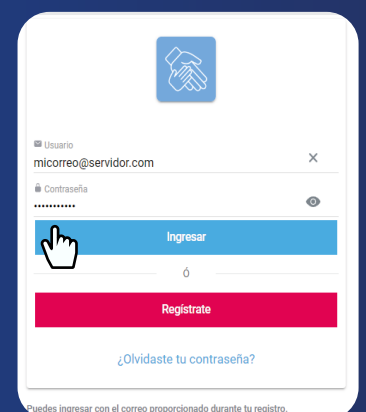 Usuario
micorreo@servidor.com
Contraseña
Ingresar
ó
Regístrate
¿Olvidaste tu contraseña?
Puedes ingresar con el correo proporcionado durante tu registro.